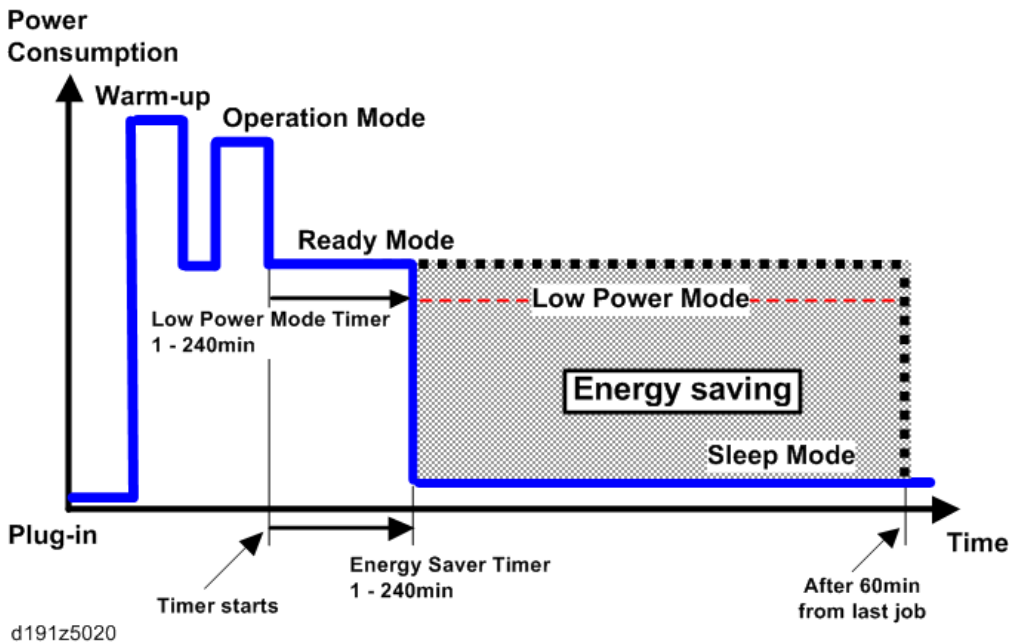 Power
Consumption
Warm-up
Operation Mode
Ready Mode
Low Power Mode
Low Power Mode Timer
1 - 240min
Energy saving
Sleep Mode
Plug-in
Time
Energy Saver Timer
1 - 240min
Timer starts
After 60min
from last job
d191z5020